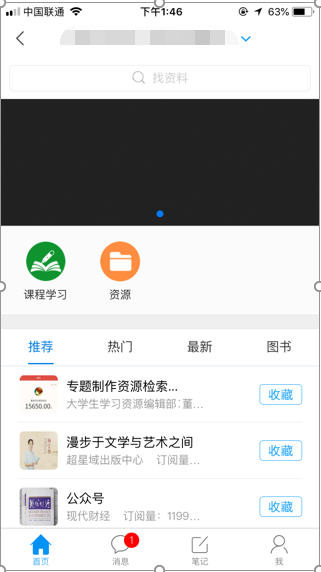 中国联通
下午1:46
63%
找资料
课程学习
资源
推荐
热门
最新
图书
15650.00
专题制作资源检索...
大学生学习资源编辑部:董...
收藏
漫步于文学与艺术之间
超星域出版中心 订阅量...
收藏
公众号
现代财经 订阅量：1199...
收藏
首页
1
消息
笔记
我